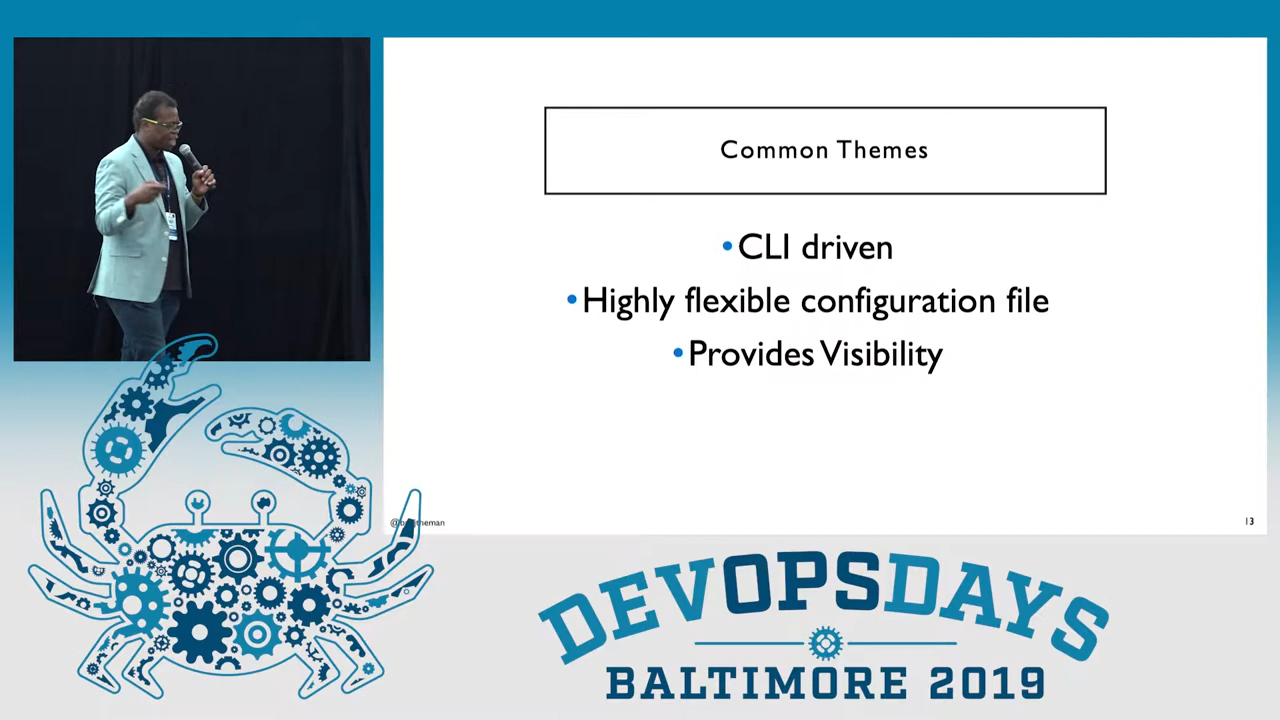 Common Themes
•CLI driven
•Highly flexible configuration file
•Provides Visibility
13
DEVOPSDAYS
BALTIMORE 2019